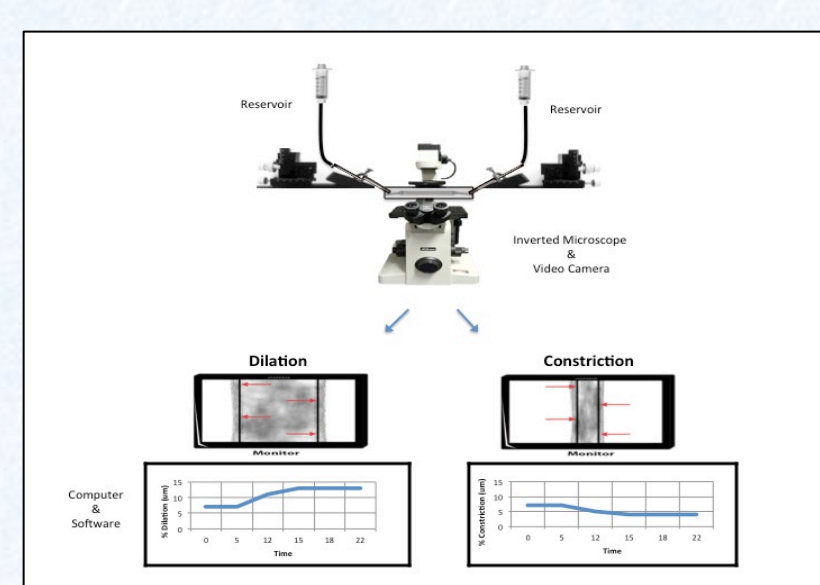 Reservoir
Reservoir
Inverted Microscope
&
Video Camera
Dilation
Constriction
Monitor
Monitor
Computer
&
Software
% Dilation (um)
15
10
5
0
0 5 12 15 18 22
Time
% Constriction (um)
15
10
5
0
0 5 12 15 18 22
Time